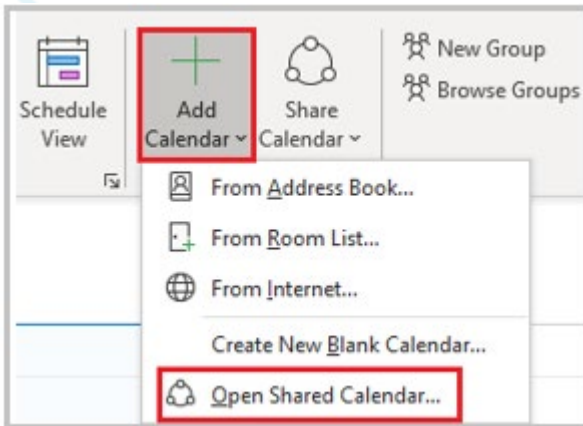 Schedule
View
Add
Calendar
Share
Calendar
New Group
Browse Groups
From Address Book...
From Room List...
From Internet...
Create New Blank Calendar...
Open Shared Calendar...